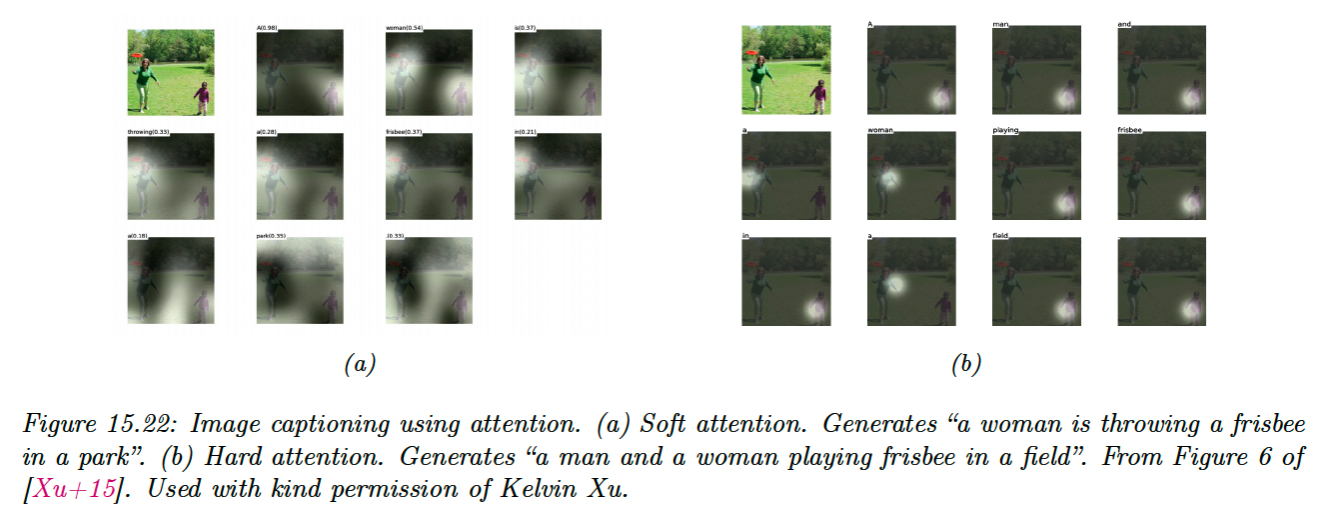 A(0.98) woman(0.54) is(0.37)
throwing(0.33) a(0.28) frisbee(0.37) in(0.21)
a(0.18) park(0.35) .(0.33)
(a)
A man and
a woman playing frisbee
in a field .
(b)
Figure 15.22: Image captioning using attention. (a) Soft attention. Generates “a woman is throwing a frisbee
in a park”. (b) Hard attention. Generates “a man and a woman playing frisbee in a field”. From Figure 6 of
[Xu+15]. Used with kind permission of Kelvin Xu.